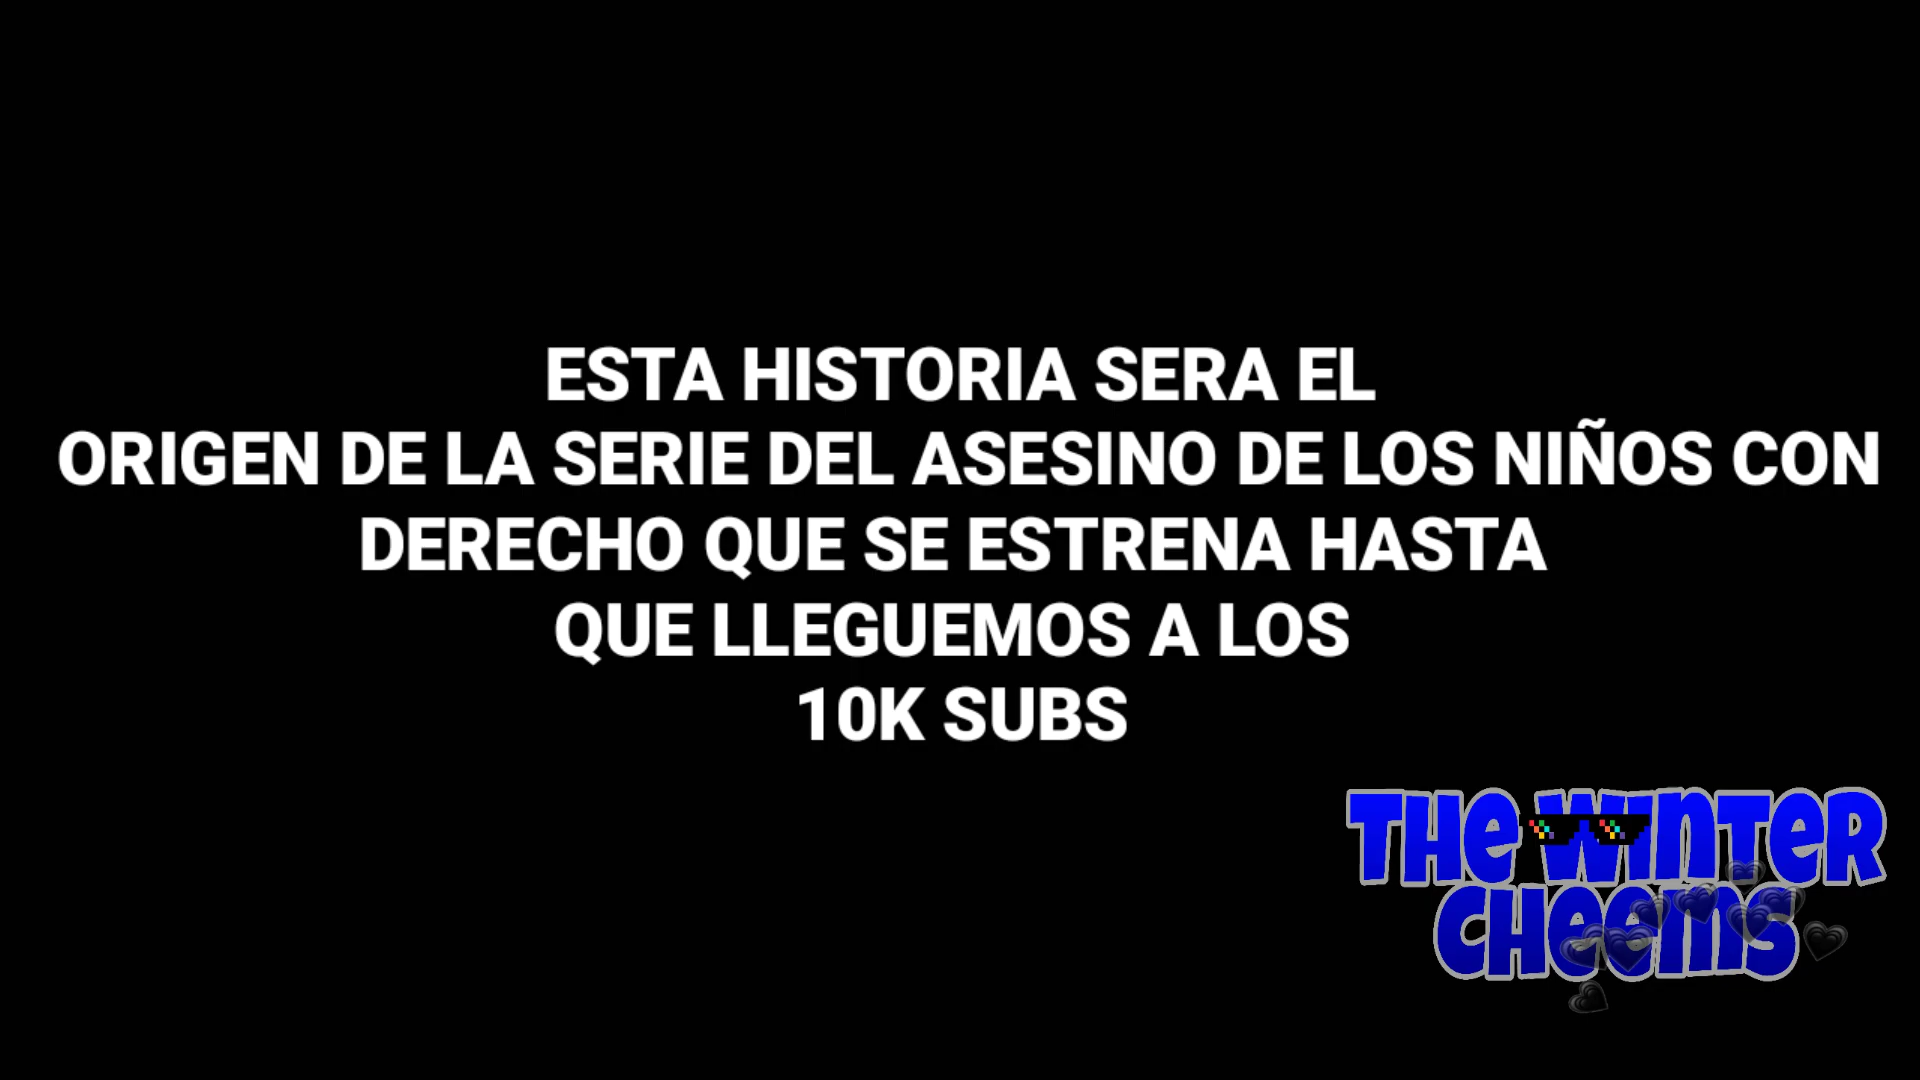 ESTA HISTORIA SERA EL
ORIGEN DE LA SERIE DEL ASESINO DE LOS NIÑOS CON
DERECHO QUE SE ESTRENA HASTA
QUE LLEGUEMOS A LOS
10K SUBS
THE WINTER
CHEEMS